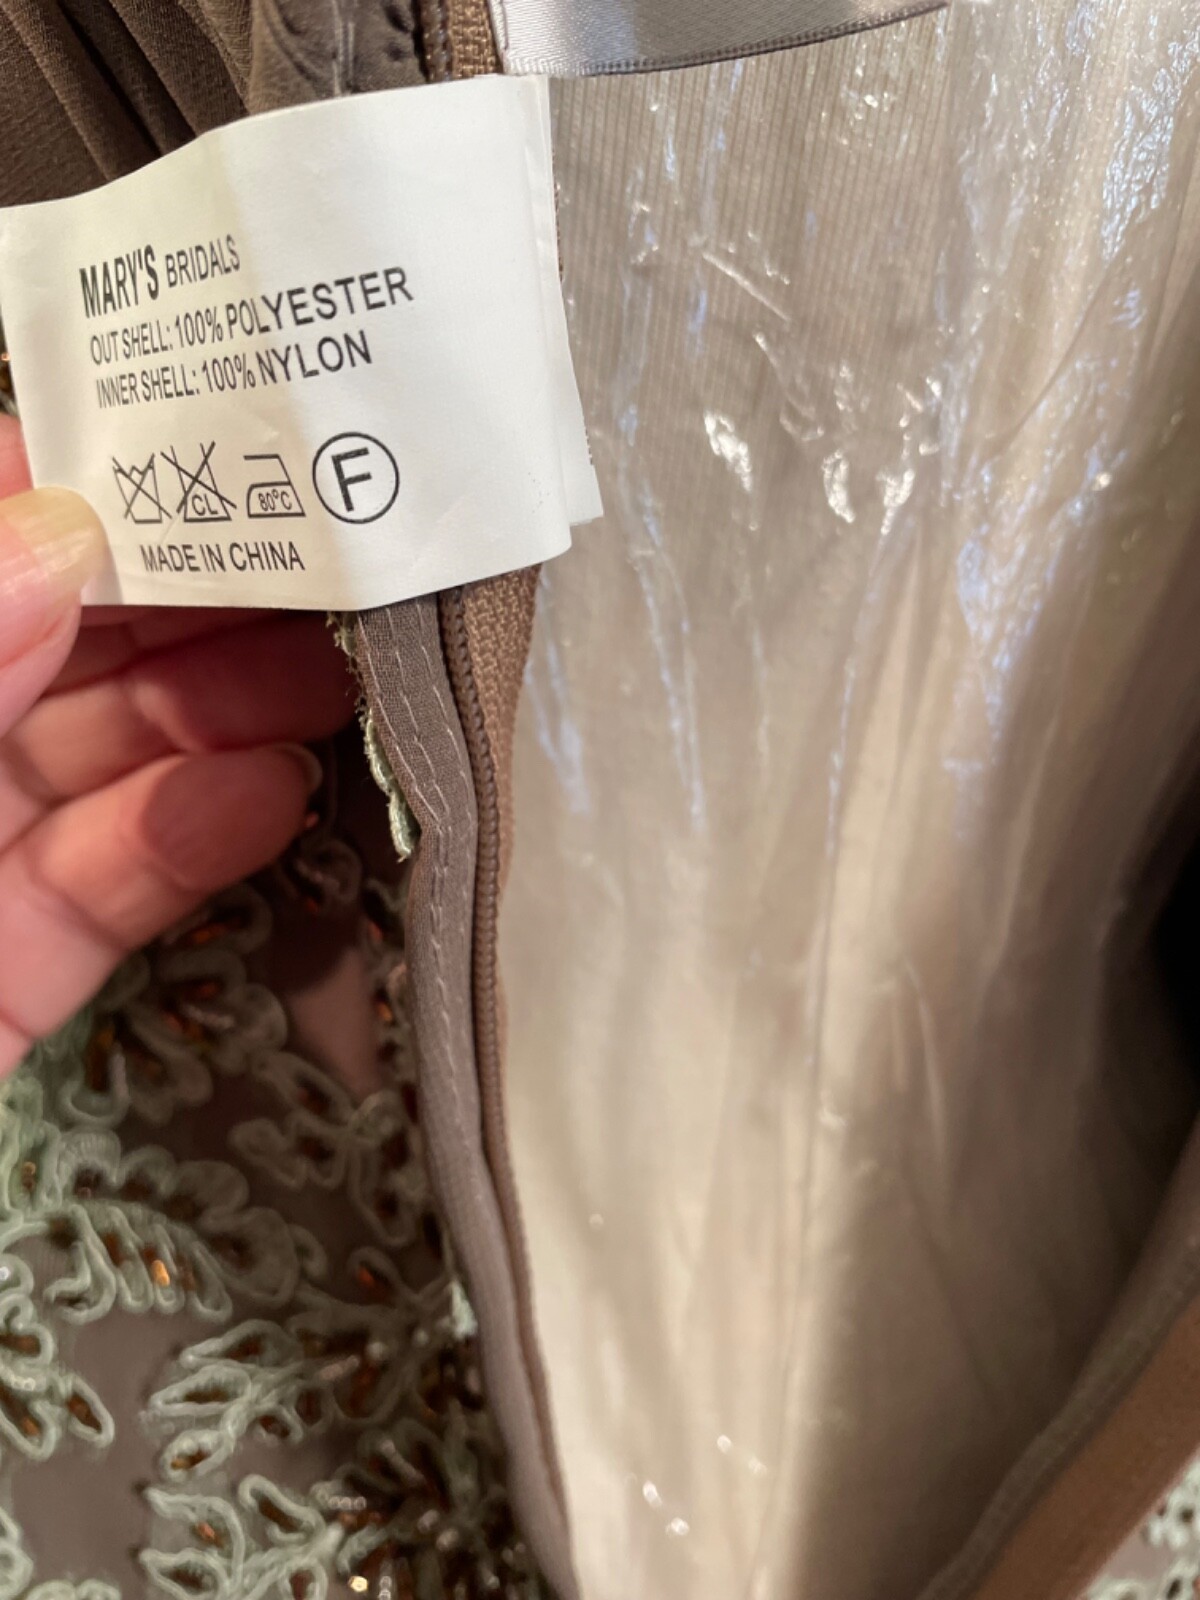 MARY'S BRIDALS
OUT SHELL: 100% POLYESTER
INNER SHELL: 100% NYLON
CL 80°C F
MADE IN CHINA